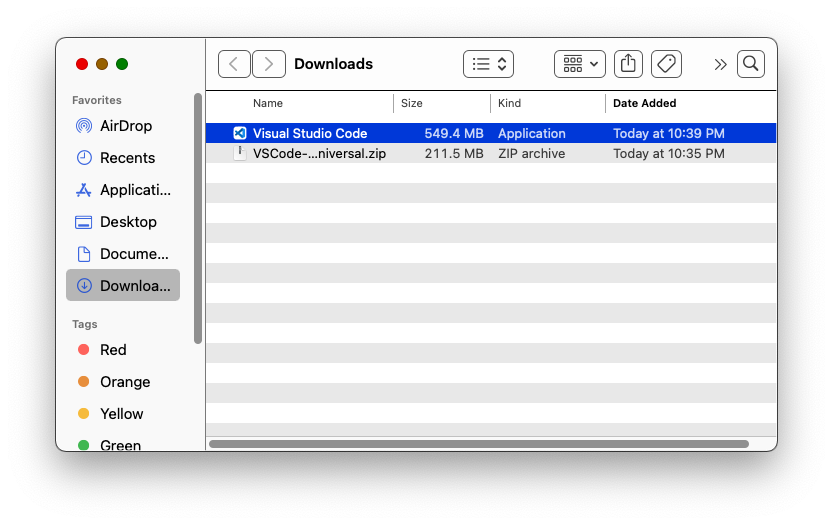 Downloads
Favorites
AirDrop
Recents
Applicati...
Desktop
Docume...
Downloa...
Tags
Red
Orange
Yellow
Green
Name Size Kind Date Added
Visual Studio Code 549.4 MB Application Today at 10:39 PM
VSCode-...niversal.zip 211.5 MB ZIP archive Today at 10:35 PM